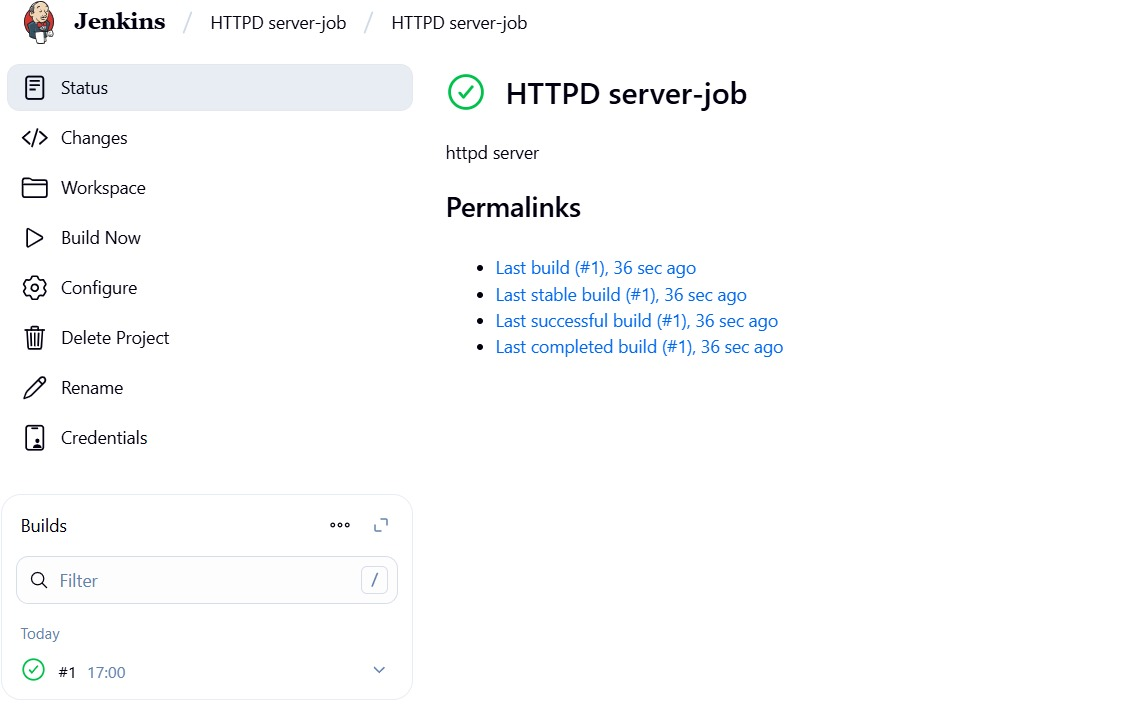 Jenkins / HTTPD server-job / HTTPD server-job
Status
Changes
Workspace
Build Now
Configure
Delete Project
Rename
Credentials
Builds
Filter /
Today
#1 17:00
HTTPD server-job
httpd server
Permalinks
Last build (#1), 36 sec ago
Last stable build (#1), 36 sec ago
Last successful build (#1), 36 sec ago
Last completed build (#1), 36 sec ago